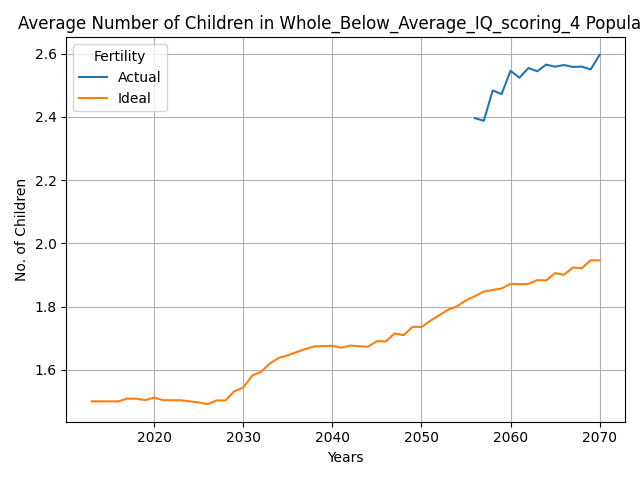 Average Number of Children in Whole_Below_Average_IQ_scoring_4 Popula
Fertility
Actual
Ideal
2.6
2.4
2.2
2.0
1.8
1.6
No. of Children
2020 2030 2040 2050 2060 2070
Years